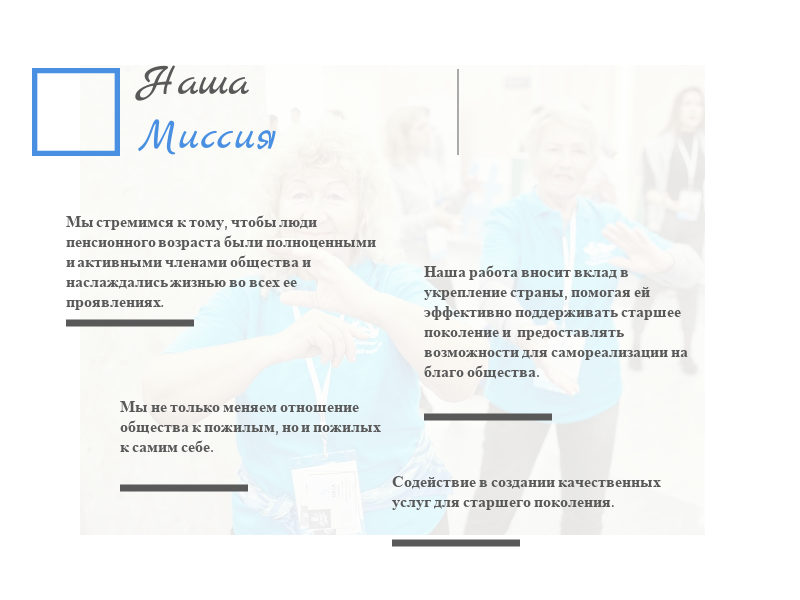 Наша
Миссия
Мы стремимся к тому, чтобы люди
пенсионного возраста были полноценными
и активными членами общества и
наслаждались жизнью во всех ее
проявлениях.
Наша работа вносит вклад в
укрепление страны, помогая ей
эффективно поддерживать старшее
поколение и предоставлять
возможности для самореализации на
благо общества.
Мы не только меняем отношение
общества к пожилым, но и пожилых
к самим себе.
Содействие в создании качественных
услуг для старшего поколения.